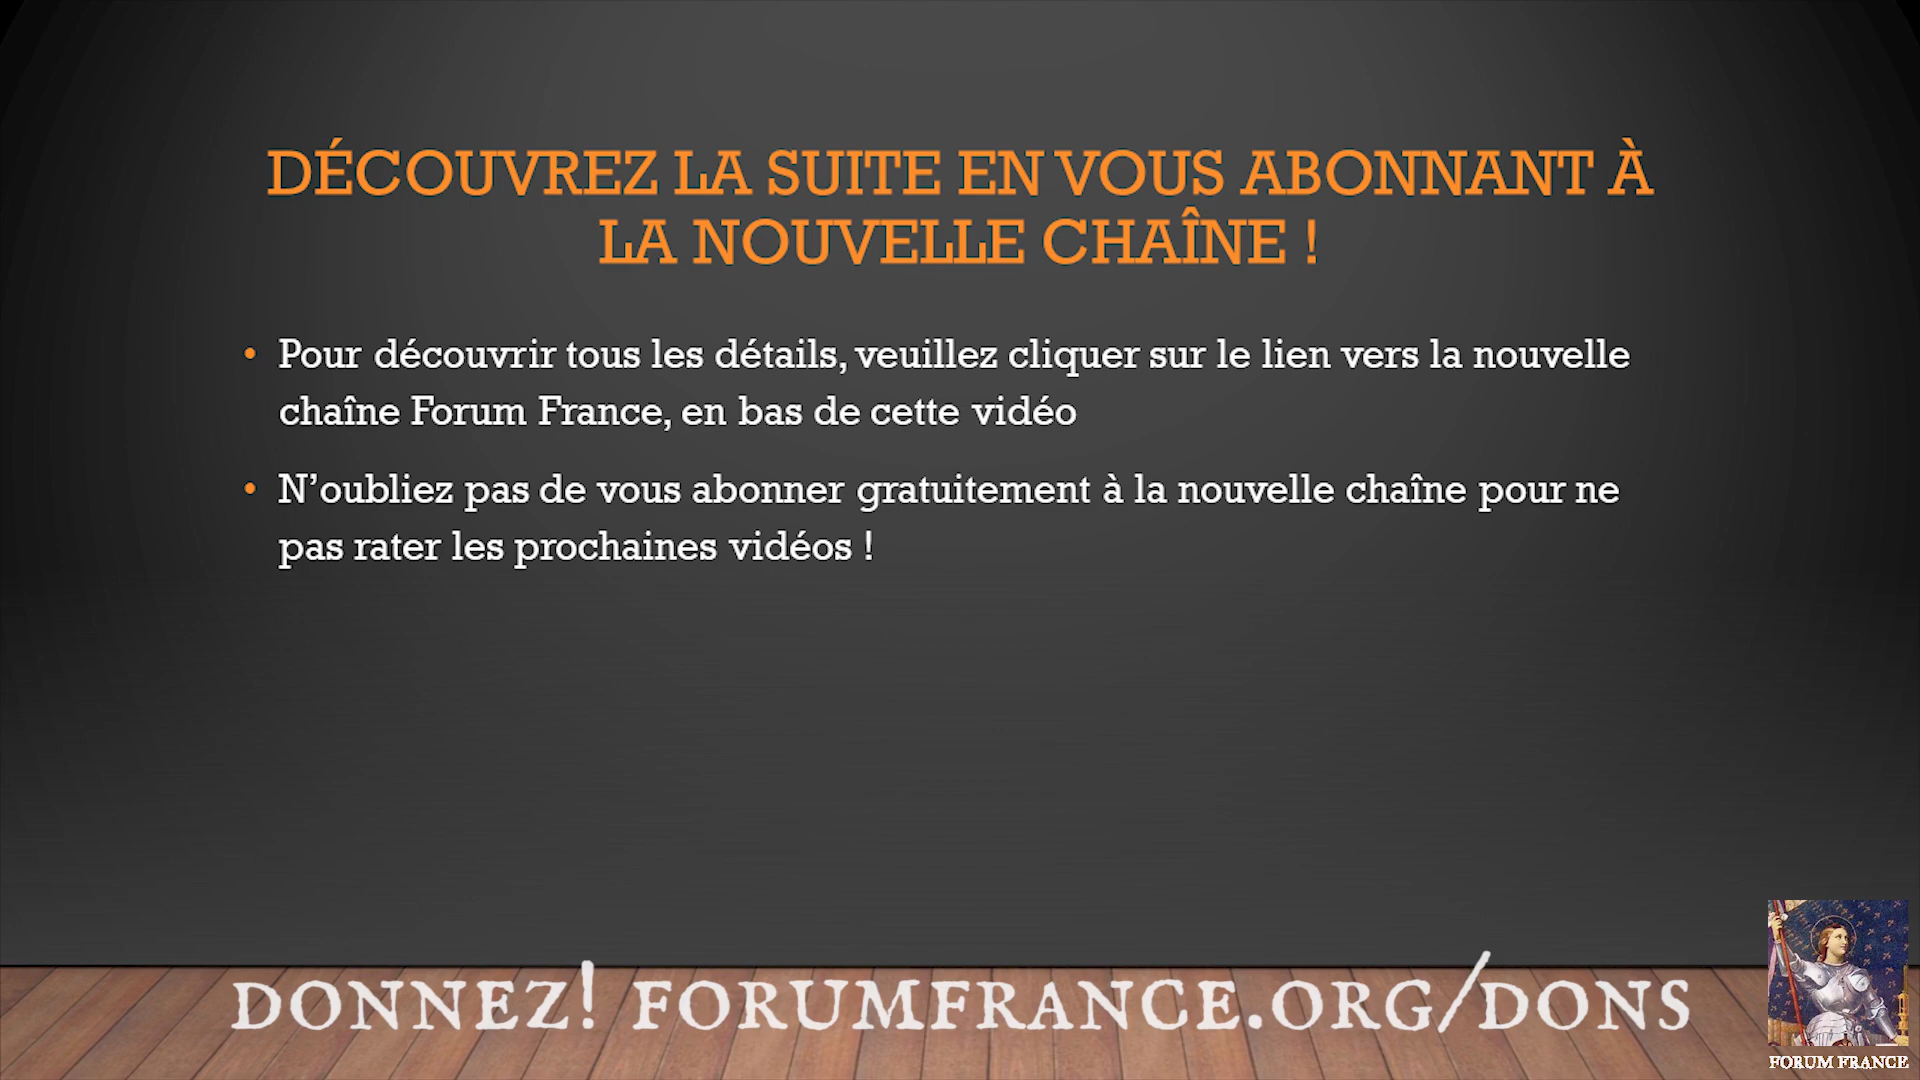 DÉCOUVREZ LA SUITE EN VOUS ABONNANT À
LA NOUVELLE CHAÎNE !
• Pour découvrir tous les détails, veuillez cliquer sur le lien vers la nouvelle
chaîne Forum France, en bas de cette vidéo
• N’oubliez pas de vous abonner gratuitement à la nouvelle chaîne pour ne
pas rater les prochaines vidéos !
DONNEZ! FORUMFRANCE.ORG/DONS
FORUM FRANCE